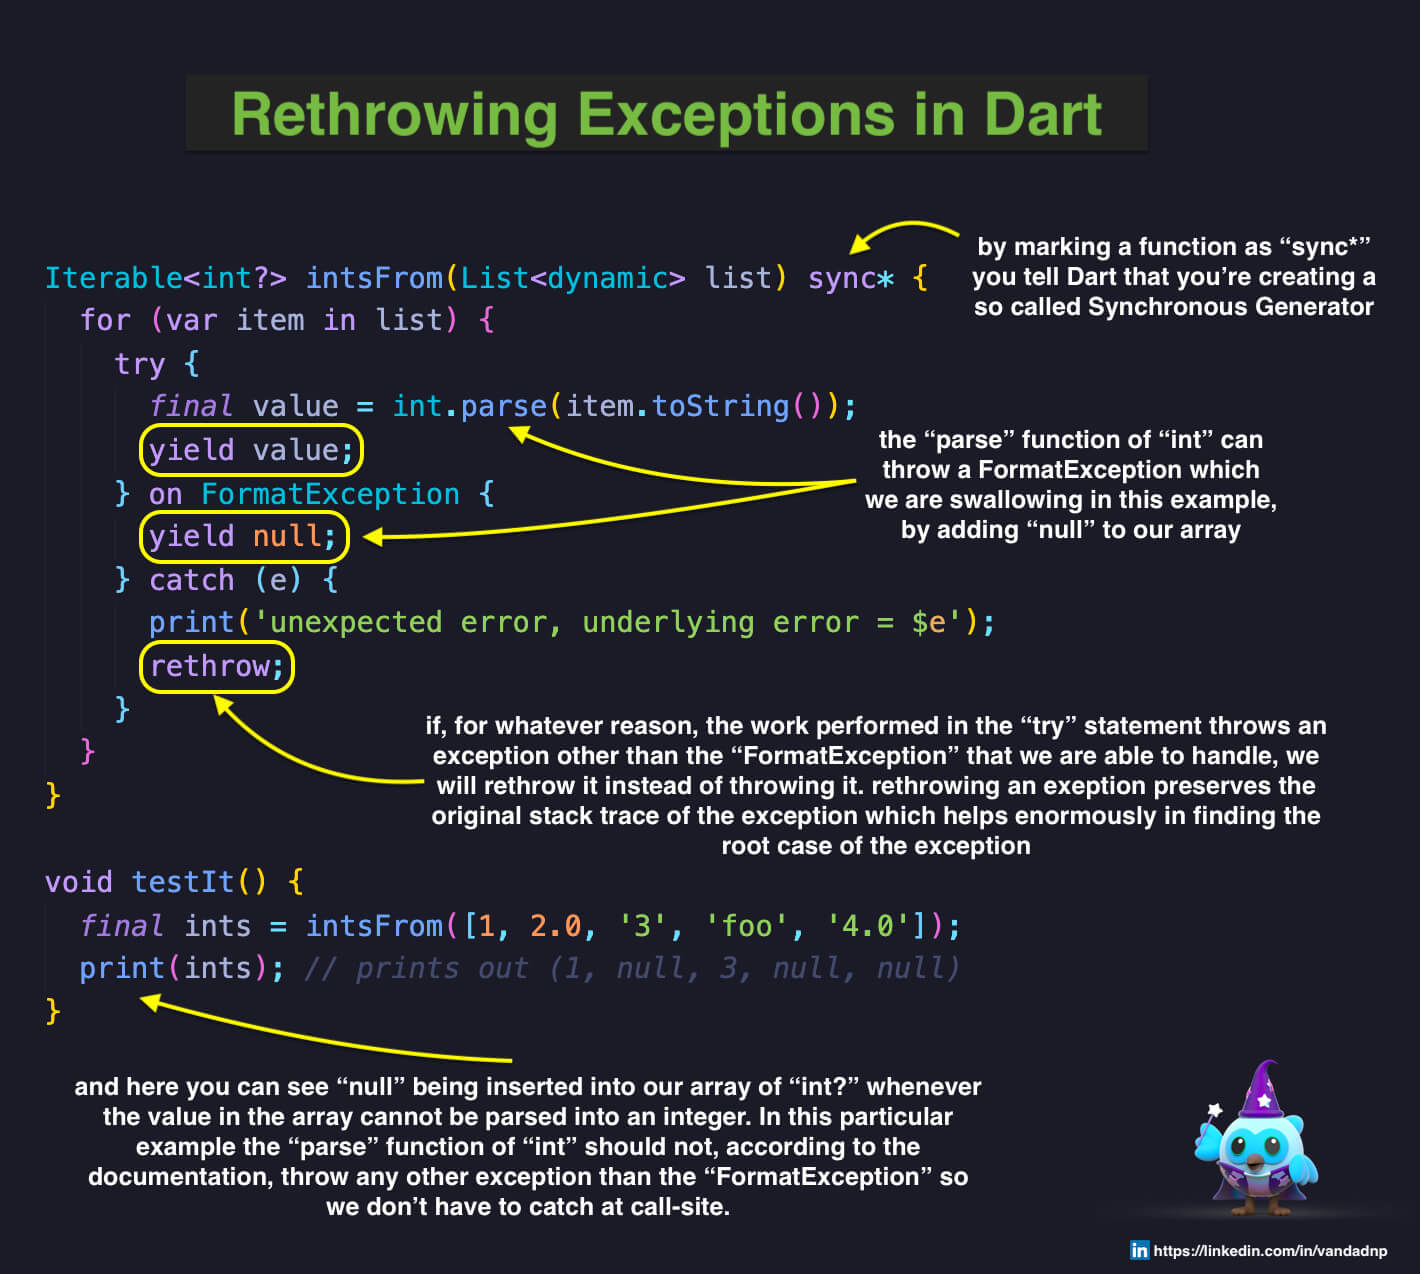 Rethrowing Exceptions in Dart
by marking a function as “sync*”
you tell Dart that you’re creating a
so called Synchronous Generator
Iterable<int?> intsFrom(List<dynamic> list) sync* {
for (var item in list) {
try {
final value = int.parse(item.toString());
yield value;
} on FormatException {
yield null;
} catch (e) {
print('unexpected error, underlying error = $e');
rethrow;
}
}
}
the “parse” function of “int” can
throw a FormatException which
we are swallowing in this example,
by adding “null” to our array
if, for whatever reason, the work performed in the “try” statement throws an
exception other than the “FormatException” that we are able to handle, we
will rethrow it instead of throwing it. rethrowing an exeption preserves the
original stack trace of the exception which helps enormously in finding the
root case of the exception
void testIt() {
final ints = intsFrom([1, 2.0, '3', 'foo', '4.0']);
print(ints); // prints out (1, null, 3, null, null)
}
and here you can see “null” being inserted into our array of “int?” whenever
the value in the array cannot be parsed into an integer. In this particular
example the “parse” function of “int” should not, according to the
documentation, throw any other exception than the “FormatException” so
we don’t have to catch at call-site.
in https://linkedin.com/in/vandadnp